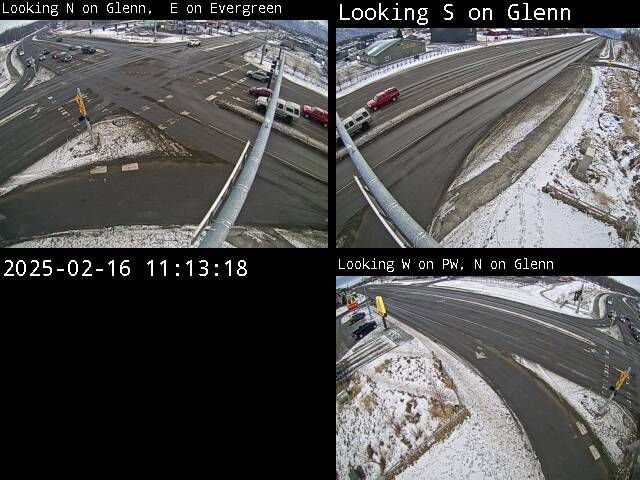 Looking N on Glenn,  E on Evergreen
Looking S on Glenn
2025-02-16 11:13:18
Looking W on PW, N on Glenn